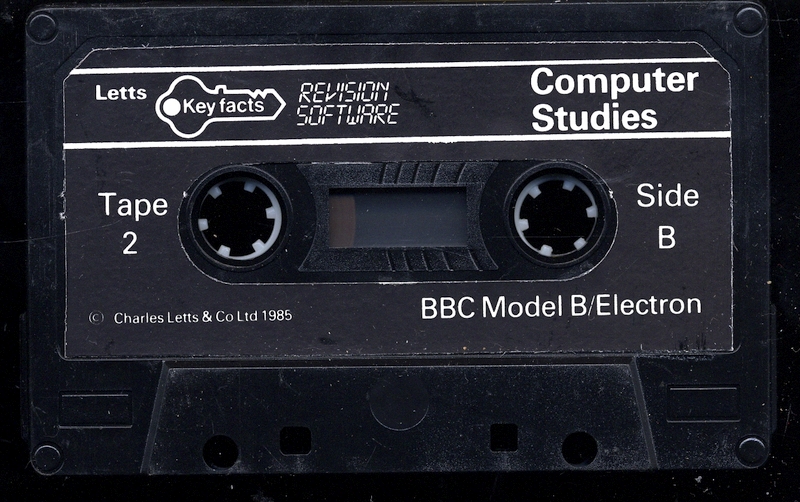 Letts
Key facts
REVISION
SOFTWARE
Computer
Studies
Tape
2
Side
B
© Charles Letts & Co Ltd 1985
BBC Model B/Electron